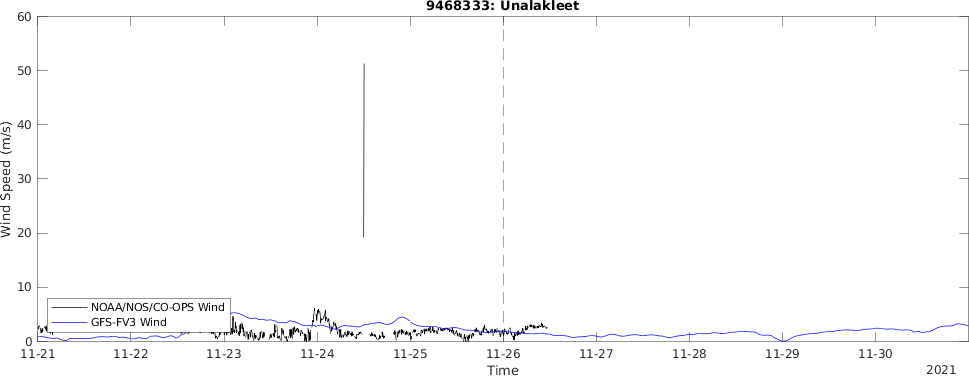 9468333: Unalakleet
60
50
40
30
20
10
0
Wind Speed (m/s)
NOAA/NOS/CO-OPS Wind
GFS-FV3 Wind
11-21 11-22 11-23 11-24 11-25 11-26 11-27 11-28 11-29 11-30
Time
2021